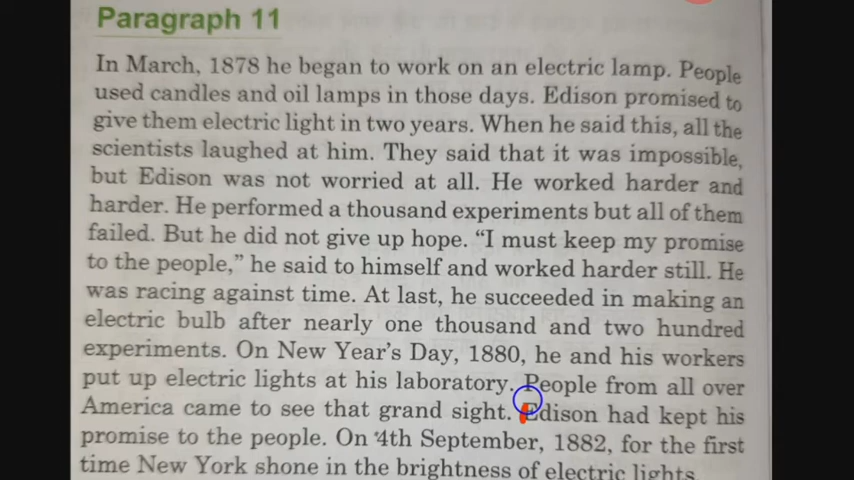 Paragraph 11
In March, 1878 he began to work on an electric lamp. People
used candles and oil lamps in those days. Edison promised to
give them electric light in two years. When he said this, all the
scientists laughed at him. They said that it was impossible,
but Edison was not worried at all. He worked harder and
harder. He performed a thousand experiments but all of them
failed. But he did not give up hope. “I must keep my promise
to the people,” he said to himself and worked harder still. He
was racing against time. At last, he succeeded in making an
electric bulb after nearly one thousand and two hundred
experiments. On New Year’s Day, 1880, he and his workers
put up electric lights at his laboratory. People from all over
America came to see that grand sight. Edison had kept his
promise to the people. On 4th September, 1882, for the first
time New York shone in the brightness of electric lights